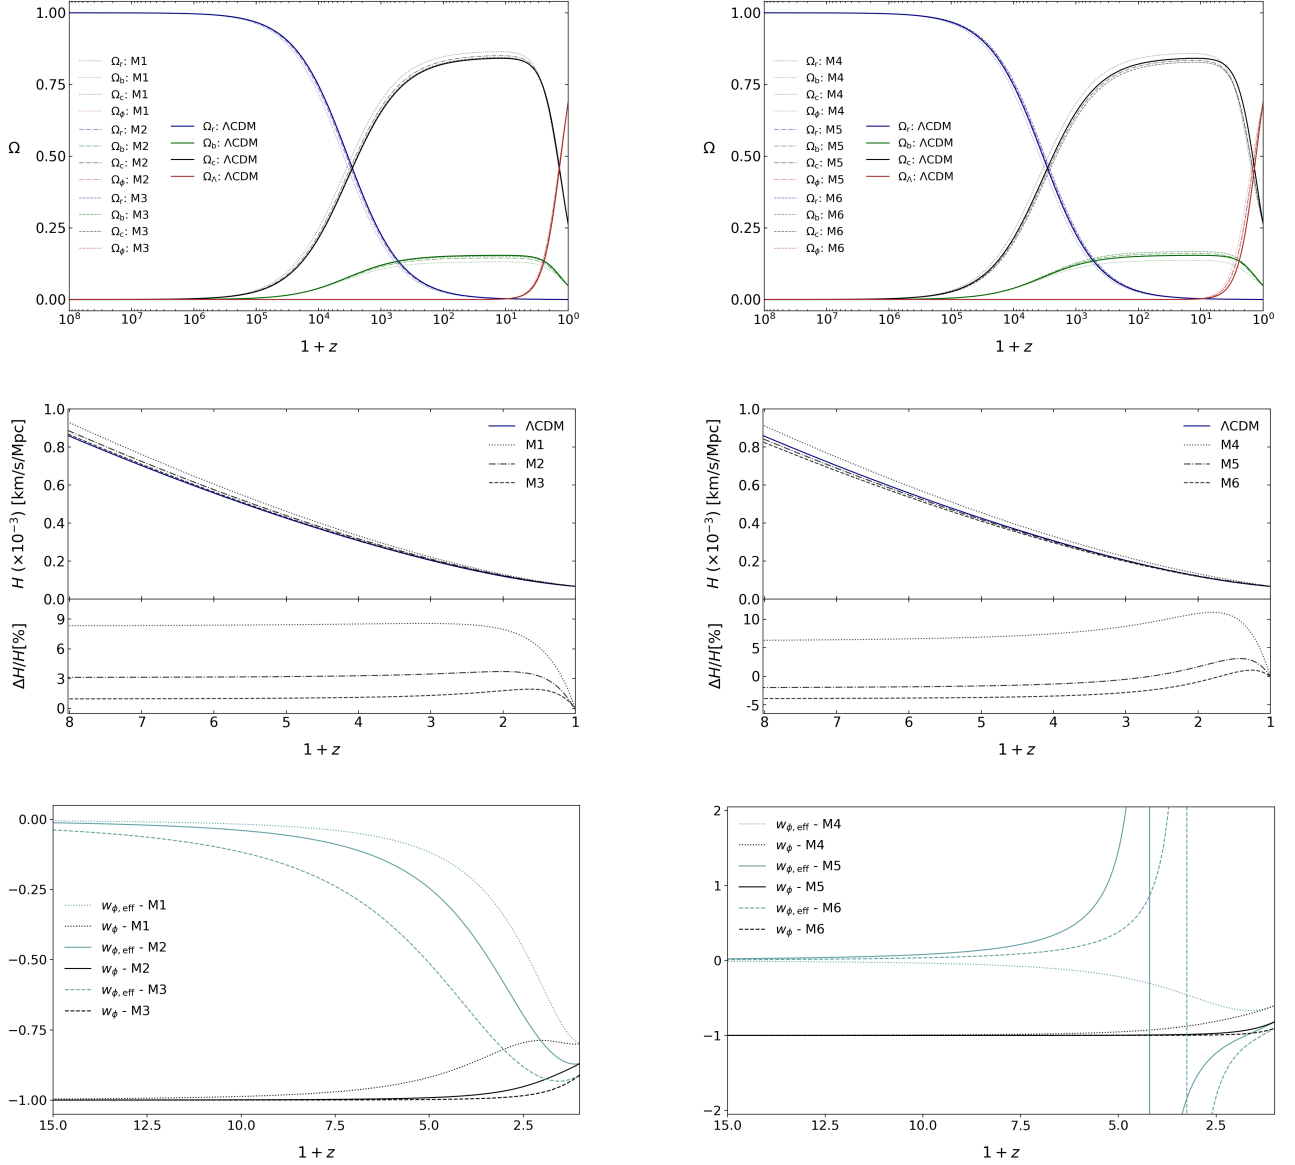 1.00
0.75
0.50
0.25
0.00
Ω
Ωr: M1
Ωb: M1
Ωc: M1
Ωϕ: M1
Ωr: M2
Ωb: M2
Ωc: M2
Ωϕ: M2
Ωr: M3
Ωb: M3
Ωc: M3
Ωϕ: M3
Ωr: ΛCDM
Ωb: ΛCDM
Ωc: ΛCDM
ΩΛ: ΛCDM
10^8 10^7 10^6 10^5 10^4 10^3 10^2 10^1 10^0
1 + z
1.00
0.75
0.50
0.25
0.00
Ω
Ωr: M4
Ωb: M4
Ωc: M4
Ωϕ: M4
Ωr: M5
Ωb: M5
Ωc: M5
Ωϕ: M5
Ωr: M6
Ωb: M6
Ωc: M6
Ωϕ: M6
Ωr: ΛCDM
Ωb: ΛCDM
Ωc: ΛCDM
ΩΛ: ΛCDM
10^8 10^7 10^6 10^5 10^4 10^3 10^2 10^1 10^0
1 + z
1.0
0.8
0.6
0.4
0.2
0.0
H (×10^−3) [km/s/Mpc]
ΛCDM
M1
M2
M3
9
6
3
0
ΔH/H[%]
8 7 6 5 4 3 2 1
1 + z
1.0
0.8
0.6
0.4
0.2
0.0
H (×10^−3) [km/s/Mpc]
ΛCDM
M4
M5
M6
10
5
0
-5
ΔH/H[%]
8 7 6 5 4 3 2 1
1 + z
0.00
−0.25
−0.50
−0.75
−1.00
wϕ,eff - M1
wϕ - M1
wϕ,eff - M2
wϕ - M2
wϕ,eff - M3
wϕ - M3
15.0 12.5 10.0 7.5 5.0 2.5
1 + z
2
1
0
−1
−2
wϕ,eff - M4
wϕ - M4
wϕ,eff - M5
wϕ - M5
wϕ,eff - M6
wϕ - M6
15.0 12.5 10.0 7.5 5.0 2.5
1 + z